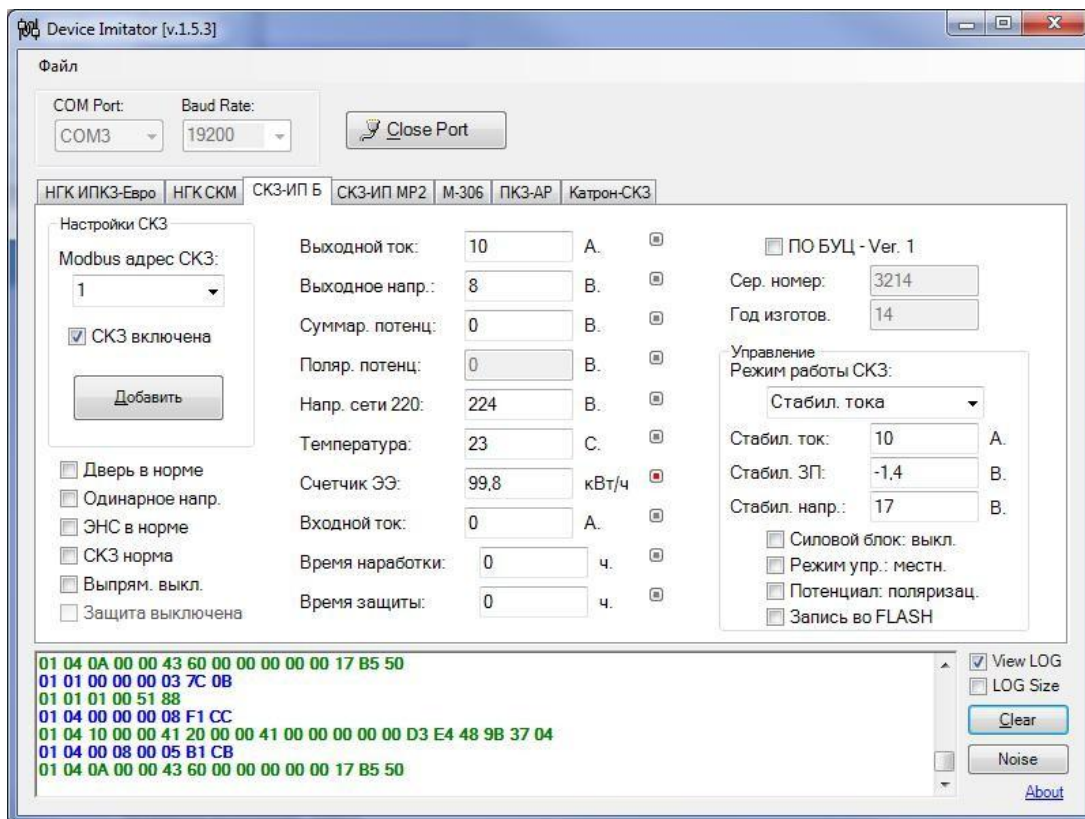 Device Imitator [v.1.5.3]
Файл
COM Port:
Baud Rate:
COM3
19200
Close Port
НГК ИПКЗ-Евро
НГК СКМ
СКЗ-ИП Б
СКЗ-ИП МР2
М-306
ПКЗ-АР
Катрон-СКЗ
Настройки СКЗ
Modbus адрес СКЗ:
1
СКЗ включена
Добавить
Дверь в норме
Одинарное напр.
ЭНС в норме
СКЗ норма
Выпрям. выкл.
Защита выключена
Выходной ток: 10 А.
Выходное напр.: 8 В.
Суммар. потенц: 0 В.
Поляр. потенц: 0 В.
Напр. сети 220: 224 В.
Температура: 23 С.
Счетчик ЭЭ: 99,8 кВт/ч
Входной ток: 0 А.
Время наработки: 0 ч.
Время защиты: 0 ч.
ПО БУЦ - Ver. 1
Сер. номер: 3214
Год изготов. 14
Управление
Режим работы СКЗ:
Стабил. тока
Стабил. ток: 10 А.
Стабил. ЗП: -1,4 В.
Стабил. напр.: 17 В.
Силовой блок: выкл.
Режим упр.: местн.
Потенциал: поляризац.
Запись во FLASH
01 04 0A 00 00 43 60 00 00 00 00 00 17 B5 50
01 01 00 00 00 03 7C 0B
01 01 01 00 51 88
01 04 00 00 00 08 F1 CC
01 04 10 00 00 41 20 00 00 41 00 00 00 00 00 D3 E4 48 9B 37 04
01 04 00 08 00 05 B1 CB
01 04 0A 00 00 43 60 00 00 00 00 00 17 B5 50
View LOG
LOG Size
Clear
Noise
About